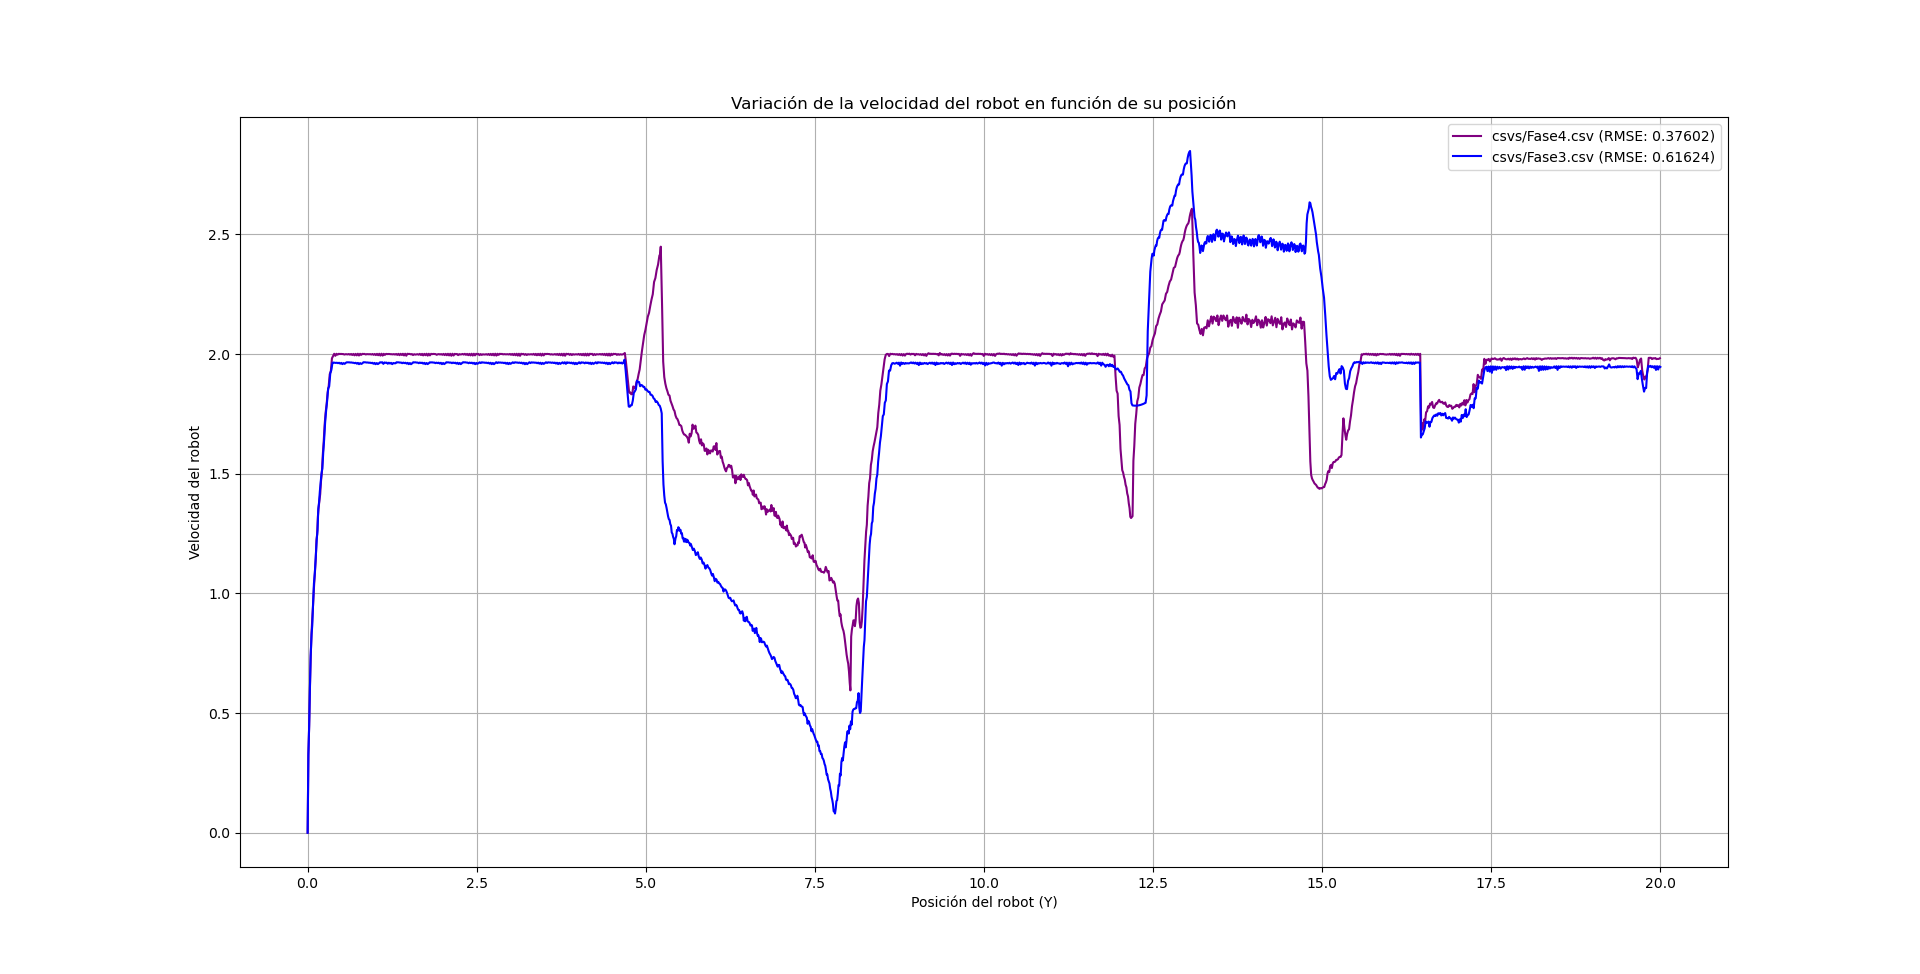 Variación de la velocidad del robot en función de su posición
csvs/Fase4.csv (RMSE: 0.37602)
csvs/Fase3.csv (RMSE: 0.61624)
Velocidad del robot
2.5
2.0
1.5
1.0
0.5
0.0
0.0 2.5 5.0 7.5 10.0 12.5 15.0 17.5 20.0
Posición del robot (Y)